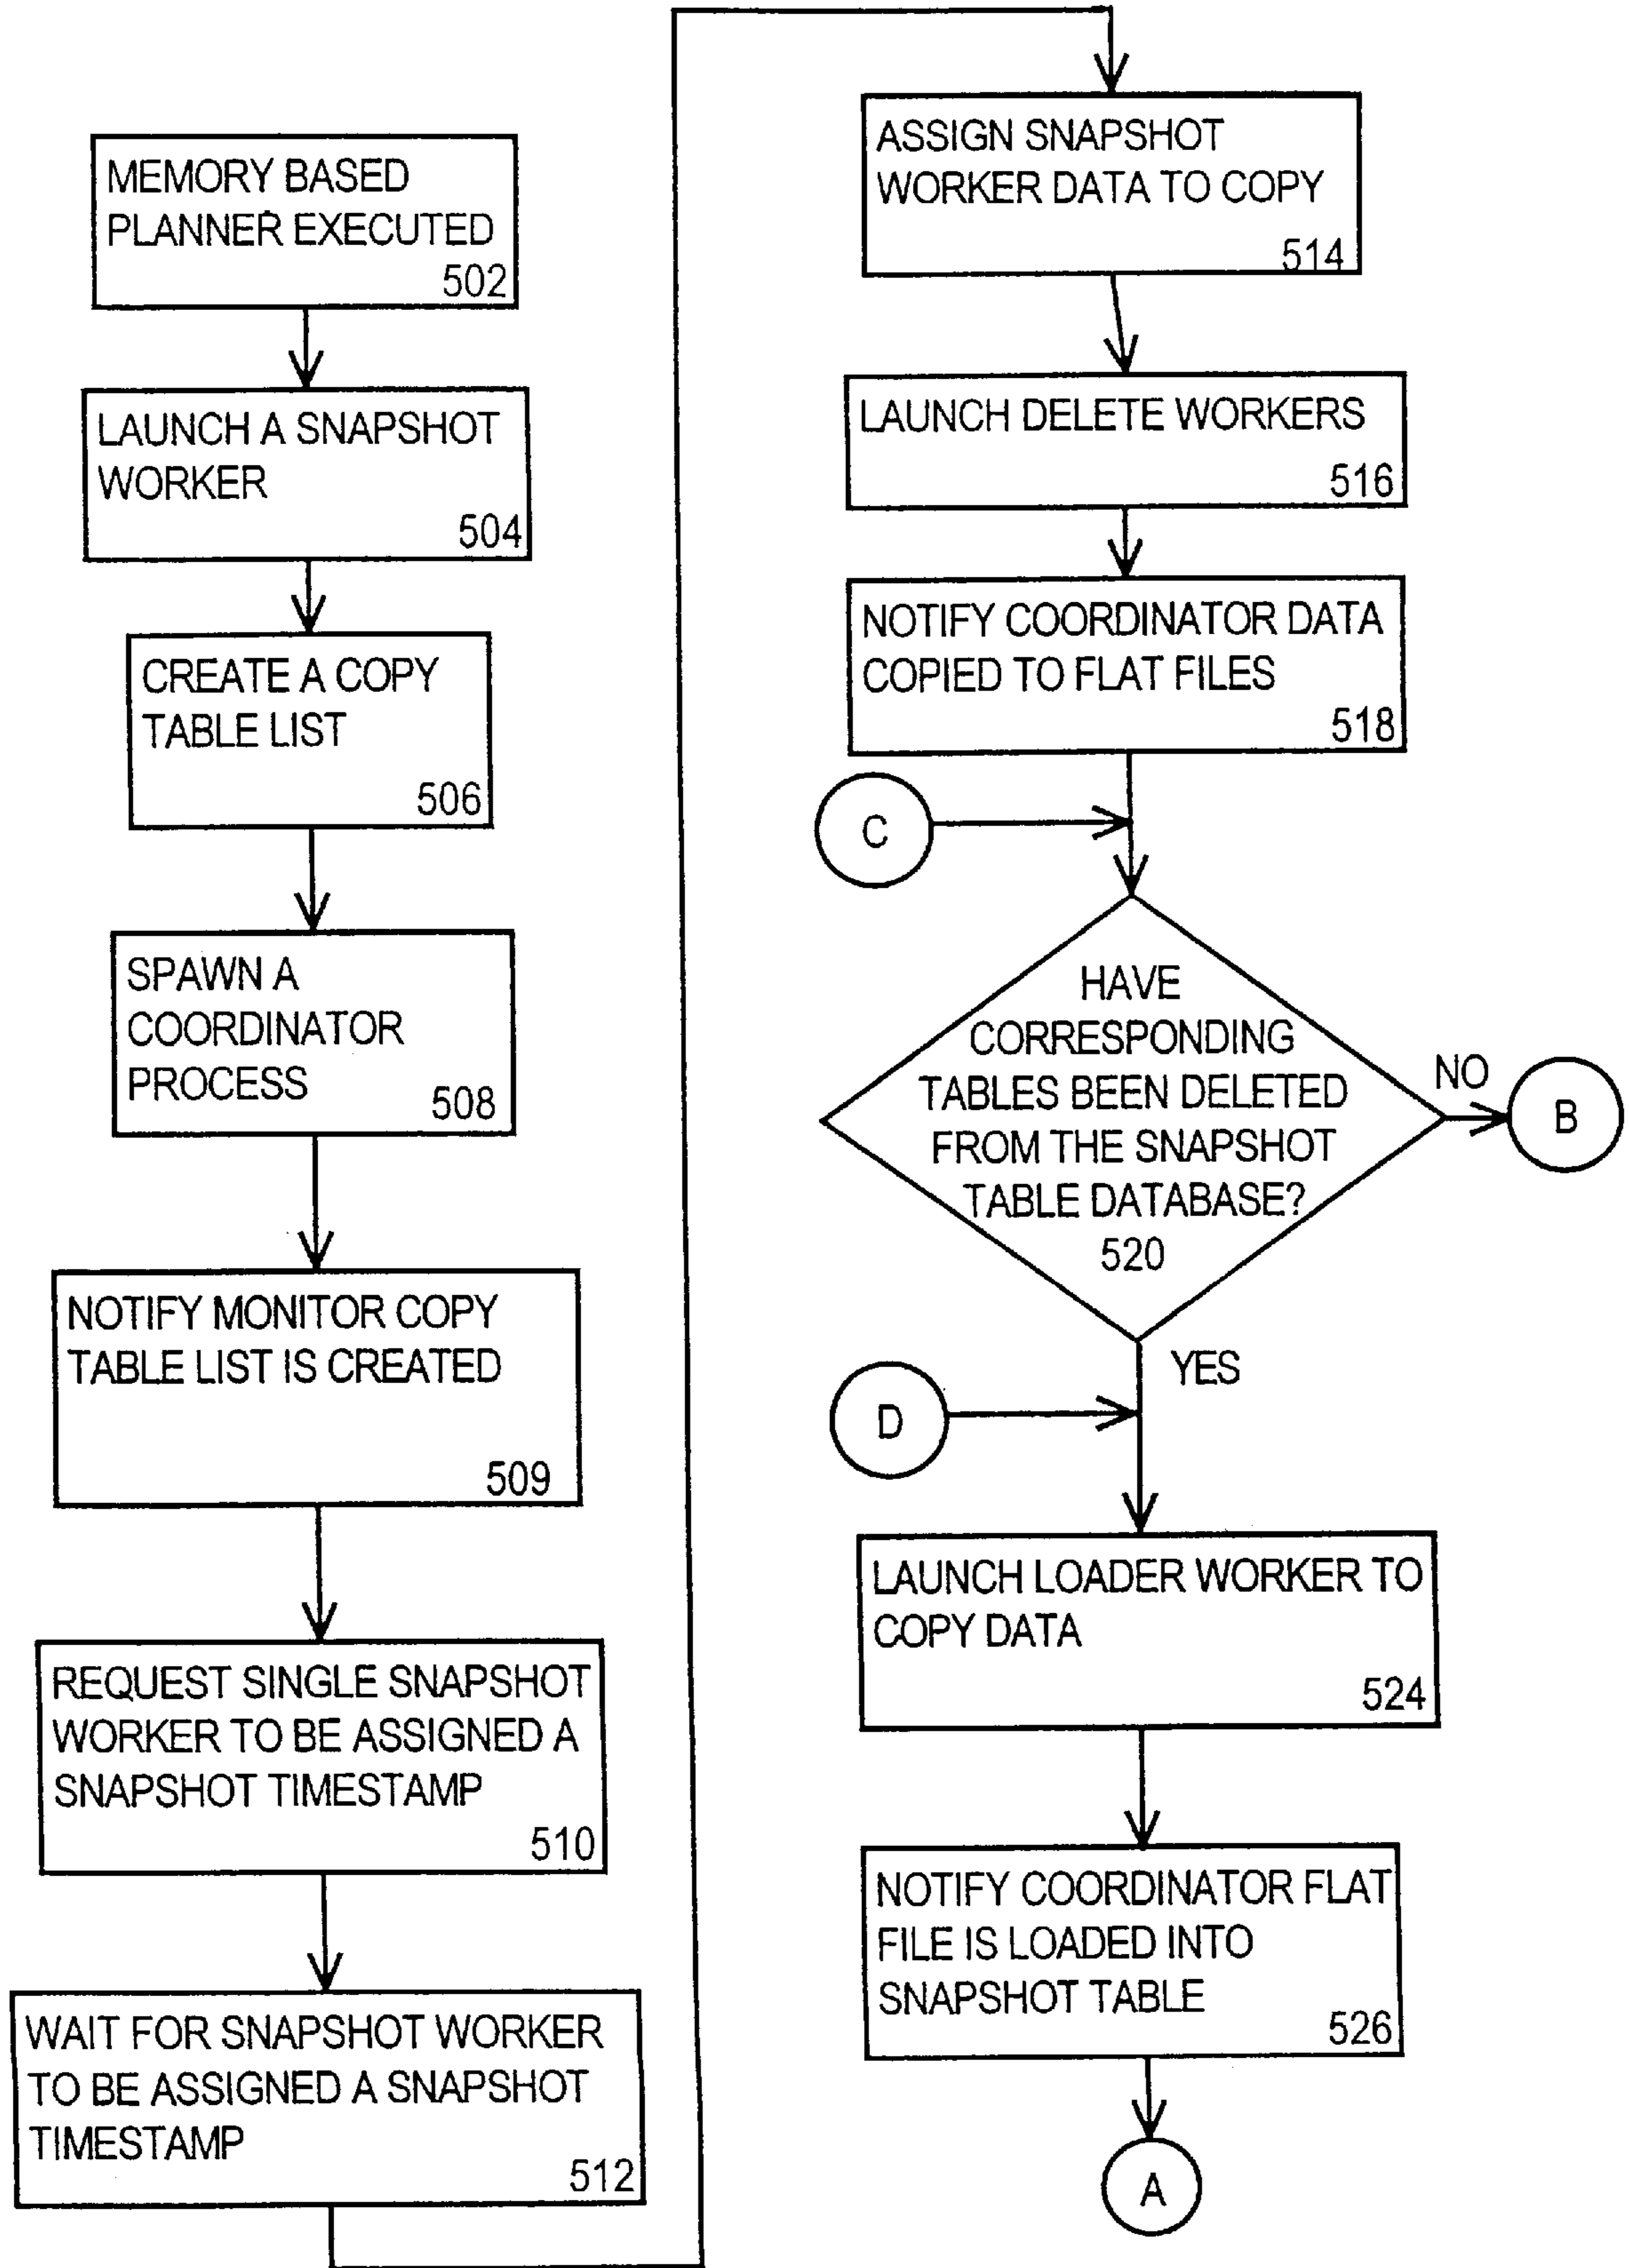 MEMORY BASED
PLANNER EXECUTED
502
LAUNCH A SNAPSHOT
WORKER
504
CREATE A COPY
TABLE LIST
506
SPAWN A
COORDINATOR
PROCESS
508
NOTIFY MONITOR COPY
TABLE LIST IS CREATED
509
REQUEST SINGLE SNAPSHOT
WORKER TO BE ASSIGNED A
SNAPSHOT TIMESTAMP
510
WAIT FOR SNAPSHOT WORKER
TO BE ASSIGNED A SNAPSHOT
TIMESTAMP
512
ASSIGN SNAPSHOT
WORKER DATA TO COPY
514
LAUNCH DELETE WORKERS
516
NOTIFY COORDINATOR DATA
COPIED TO FLAT FILES
518
C
HAVE
CORRESPONDING
TABLES BEEN DELETED
FROM THE SNAPSHOT
TABLE DATABASE?
520
NO
B
YES
D
LAUNCH LOADER WORKER TO
COPY DATA
524
NOTIFY COORDINATOR FLAT
FILE IS LOADED INTO
SNAPSHOT TABLE
526
A